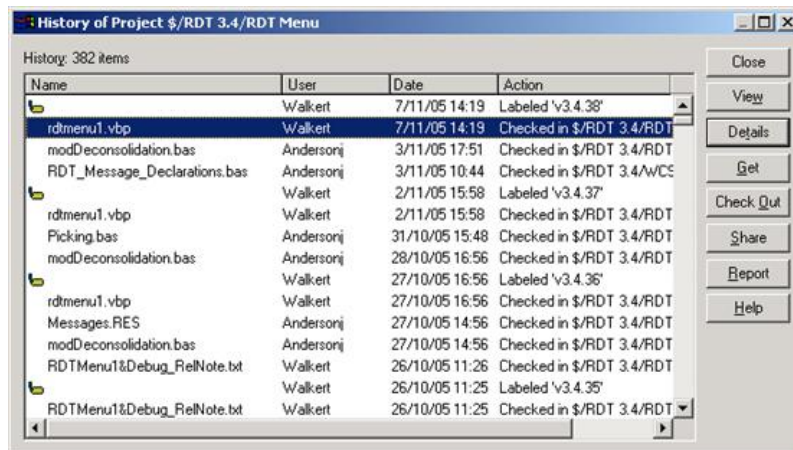 History of Project $/RDT 3.4/RDT Menu
History: 382 items
Name User Date Action
Walkert 7/11/05 14:19 Labeled 'v3.4.38'
rdtmenu1.vbp Walkert 7/11/05 14:19 Checked in $/RDT 3.4/RDT
modDeconsolidation.bas Andersonj 3/11/05 17:51 Checked in $/RDT 3.4/RDT
RDT_Message_Declarations.bas Andersonj 3/11/05 10:44 Checked in $/RDT 3.4/WCS
Walkert 2/11/05 15:58 Labeled 'v3.4.37'
rdtmenu1.vbp Walkert 2/11/05 15:58 Checked in $/RDT 3.4/RDT
Picking.bas Andersonj 31/10/05 15:48 Checked in $/RDT 3.4/RDT
modDeconsolidation.bas Andersonj 28/10/05 16:56 Checked in $/RDT 3.4/RDT
Walkert 27/10/05 16:56 Labeled 'v3.4.36'
rdtmenu1.vbp Walkert 27/10/05 16:56 Checked in $/RDT 3.4/RDT
Messages.RES Andersonj 27/10/05 14:56 Checked in $/RDT 3.4/RDT
modDeconsolidation.bas Andersonj 27/10/05 14:56 Checked in $/RDT 3.4/RDT
RDTMenu1&Debug_RelNote.txt Walkert 26/10/05 11:26 Checked in $/RDT 3.4/RDT
Walkert 26/10/05 11:25 Labeled 'v3.4.35'
RDTMenu1&Debug_RelNote.txt Walkert 26/10/05 11:25 Checked in $/RDT 3.4/RDT
Close
View
Details
Get
Check Out
Share
Report
Help